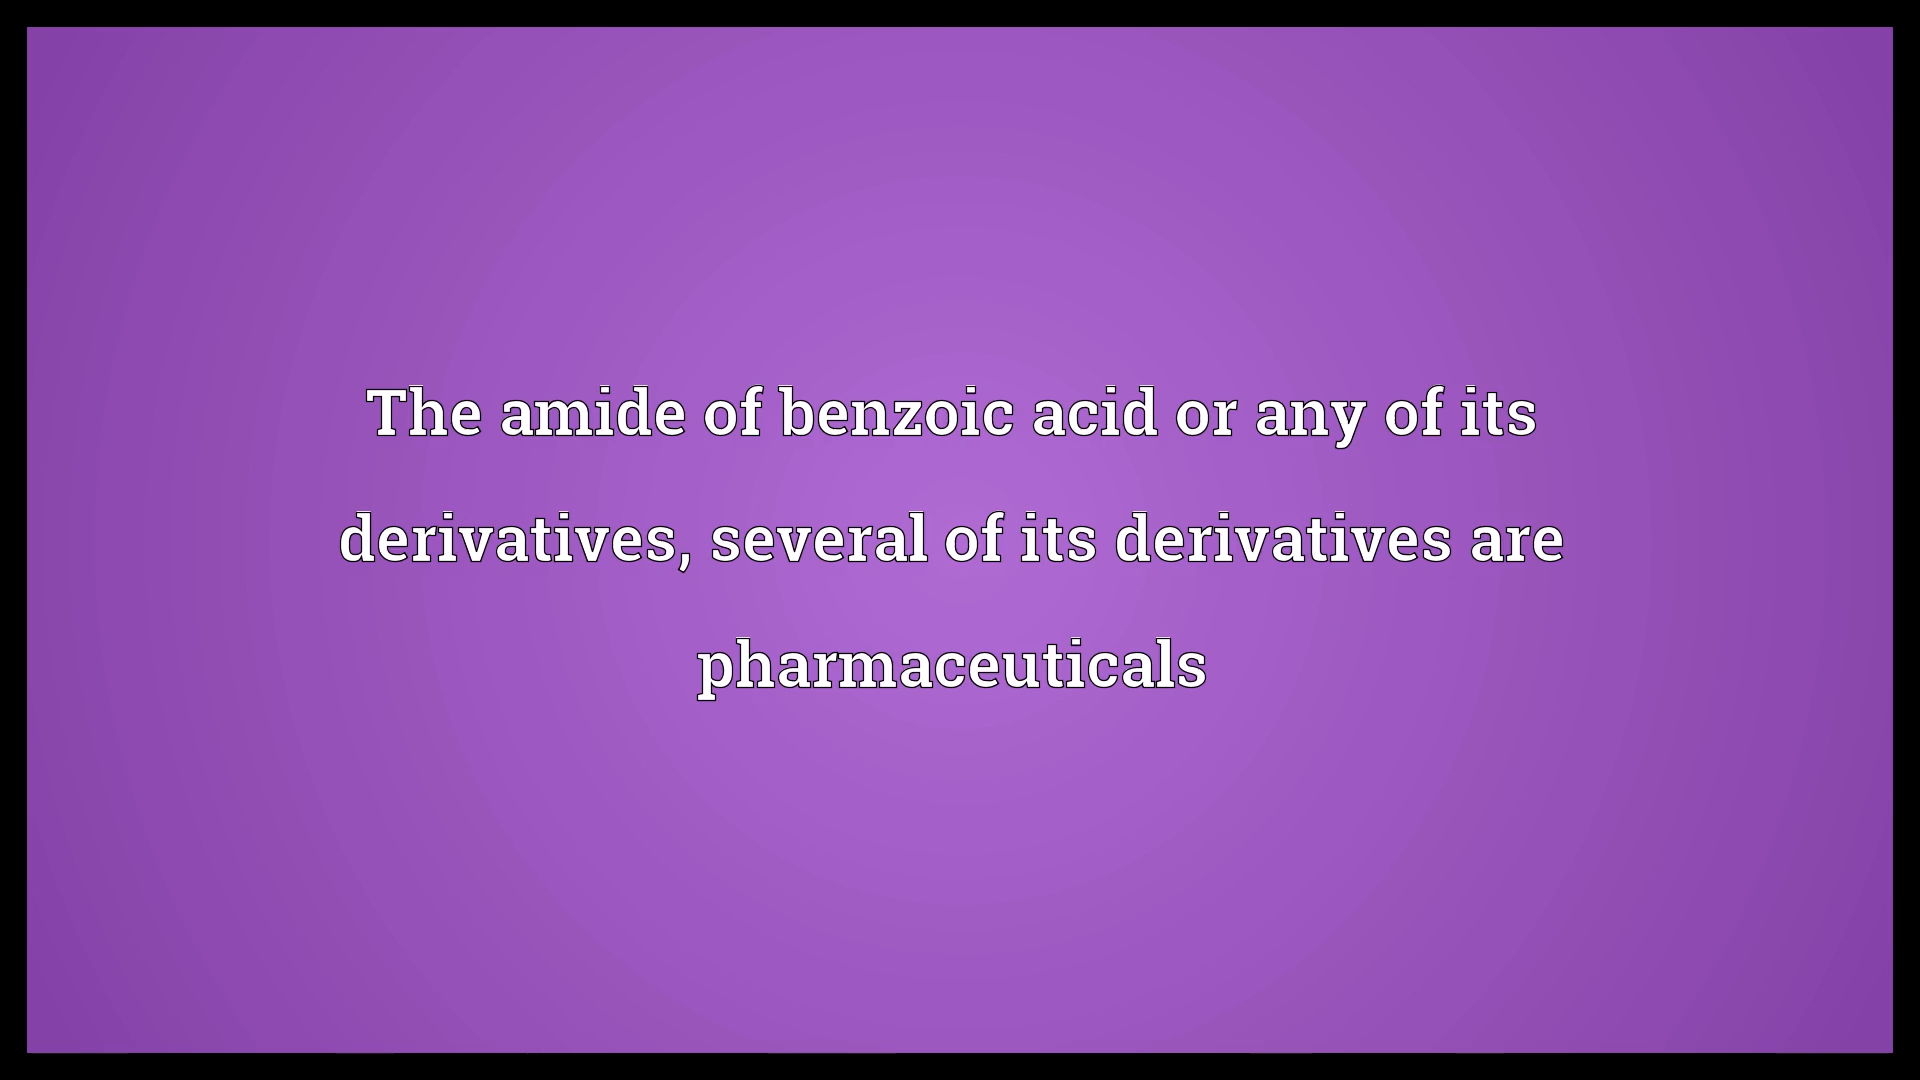 The amide of benzoic acid or any of its
derivatives, several of its derivatives are
pharmaceuticals